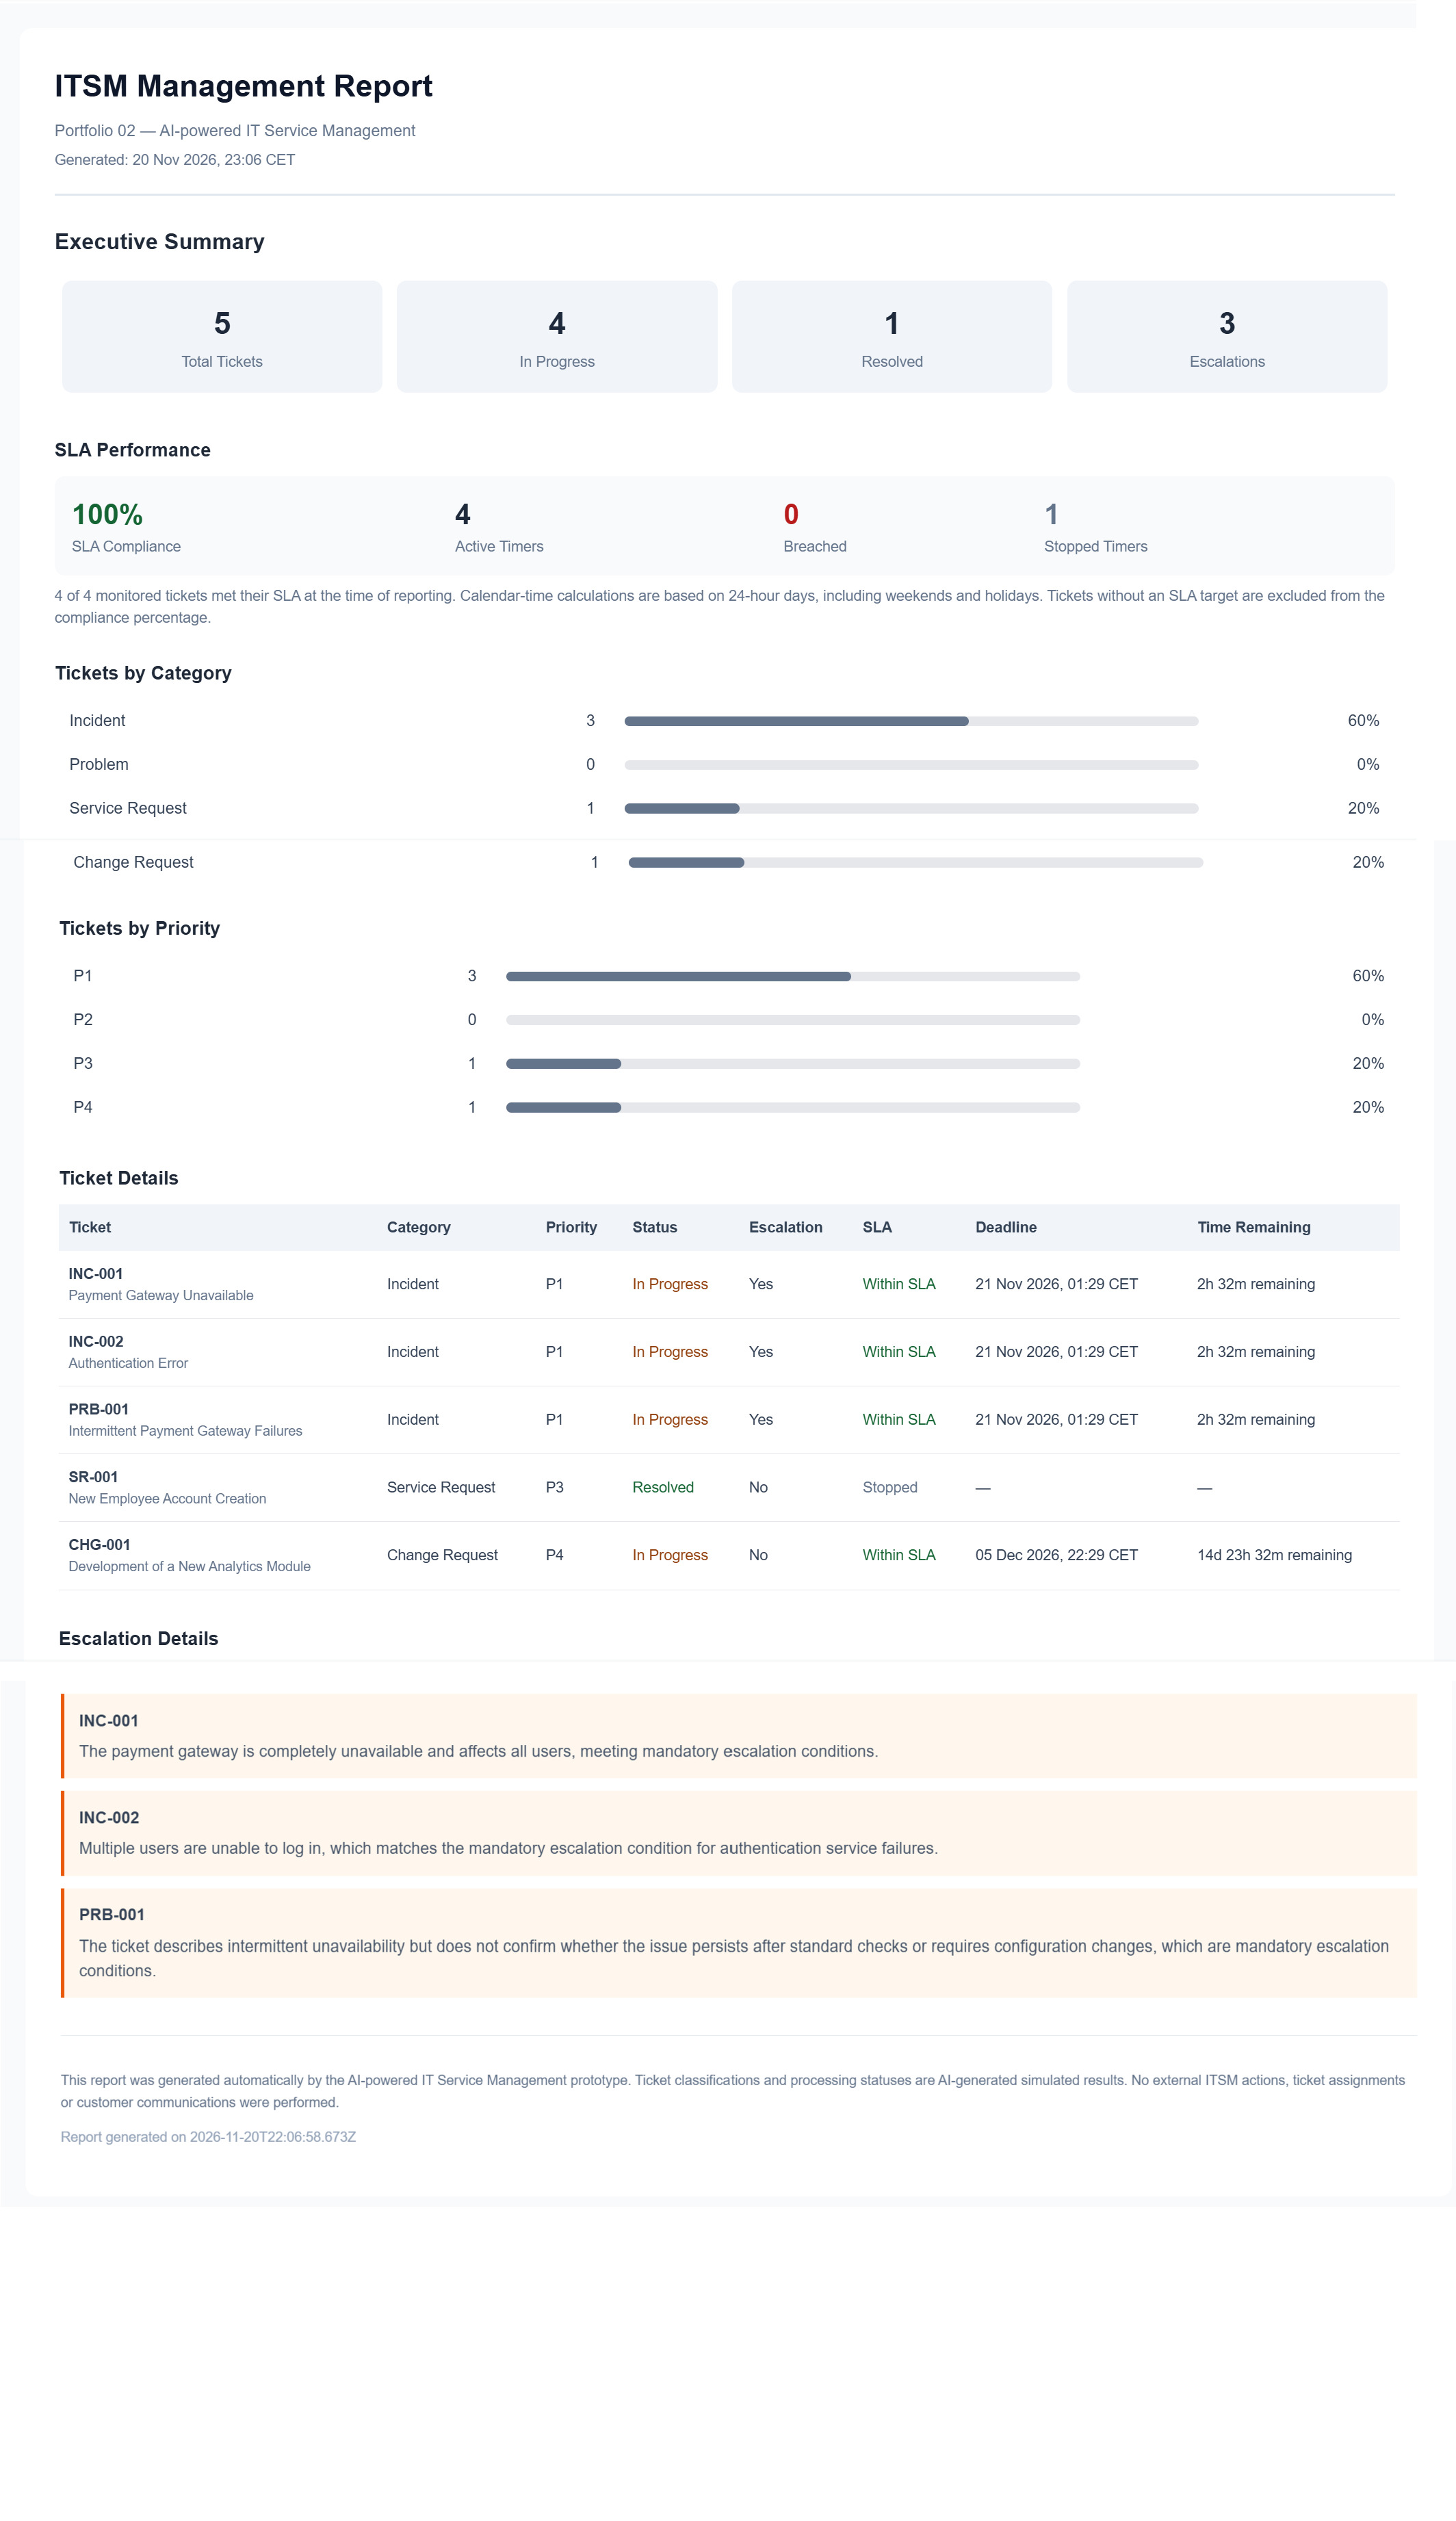 ITSM Management Report
Portfolio 02 — AI-powered IT Service Management
Generated: 20 Nov 2026, 23:06 CET
Executive Summary
5 4 1 3
Total Tickets In Progress Resolved Escalations
SLA Performance
100% 4 0 1
SLA Compliance Active Timers Breached Stopped Timers
4 of 4 monitored tickets met their SLA at the time of reporting. Calendar-time calculations are based on 24-hour days, including weekends and holidays. Tickets without an SLA target are excluded from the
compliance percentage.
Tickets by Category
Incident 3 60%
Problem 0 0%
Service Request 1 20%
Change Request 1 20%
Tickets by Priority
P1 3 60%
P2 0 0%
P3 1 20%
P4 1 20%
Ticket Details
Ticket Category Priority Status Escalation SLA Deadline Time Remaining
INC-001
Payment Gateway Unavailable
Incident P1 In Progress Yes Within SLA 21 Nov 2026, 01:29 CET 2h 32m remaining
INC-002
Authentication Error
Incident P1 In Progress Yes Within SLA 21 Nov 2026, 01:29 CET 2h 32m remaining
PRB-001
Intermittent Payment Gateway Failures
Incident P1 In Progress Yes Within SLA 21 Nov 2026, 01:29 CET 2h 32m remaining
SR-001
New Employee Account Creation
Service Request P3 Resolved No Stopped — —
CHG-001
Development of a New Analytics Module
Change Request P4 In Progress No Within SLA 05 Dec 2026, 22:29 CET 14d 23h 32m remaining
Escalation Details
INC-001
The payment gateway is completely unavailable and affects all users, meeting mandatory escalation conditions.
INC-002
Multiple users are unable to log in, which matches the mandatory escalation condition for authentication service failures.
PRB-001
The ticket describes intermittent unavailability but does not confirm whether the issue persists after standard checks or requires configuration changes, which are mandatory escalation
conditions.
This report was generated automatically by the AI-powered IT Service Management prototype. Ticket classifications and processing statuses are AI-generated simulated results. No external ITSM actions, ticket assignments
or customer communications were performed.
Report generated on 2026-11-20T22:06:58.673Z